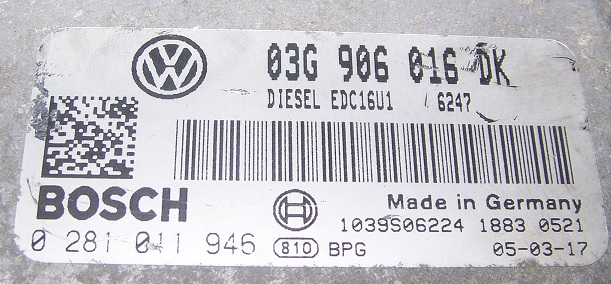 03G 906 016 DK
DIESEL EDC16U1 / 6247
BOSCH
Made in Germany
1039S06224 1883 0521
0 281 011 946 810 BPG 05-03-17